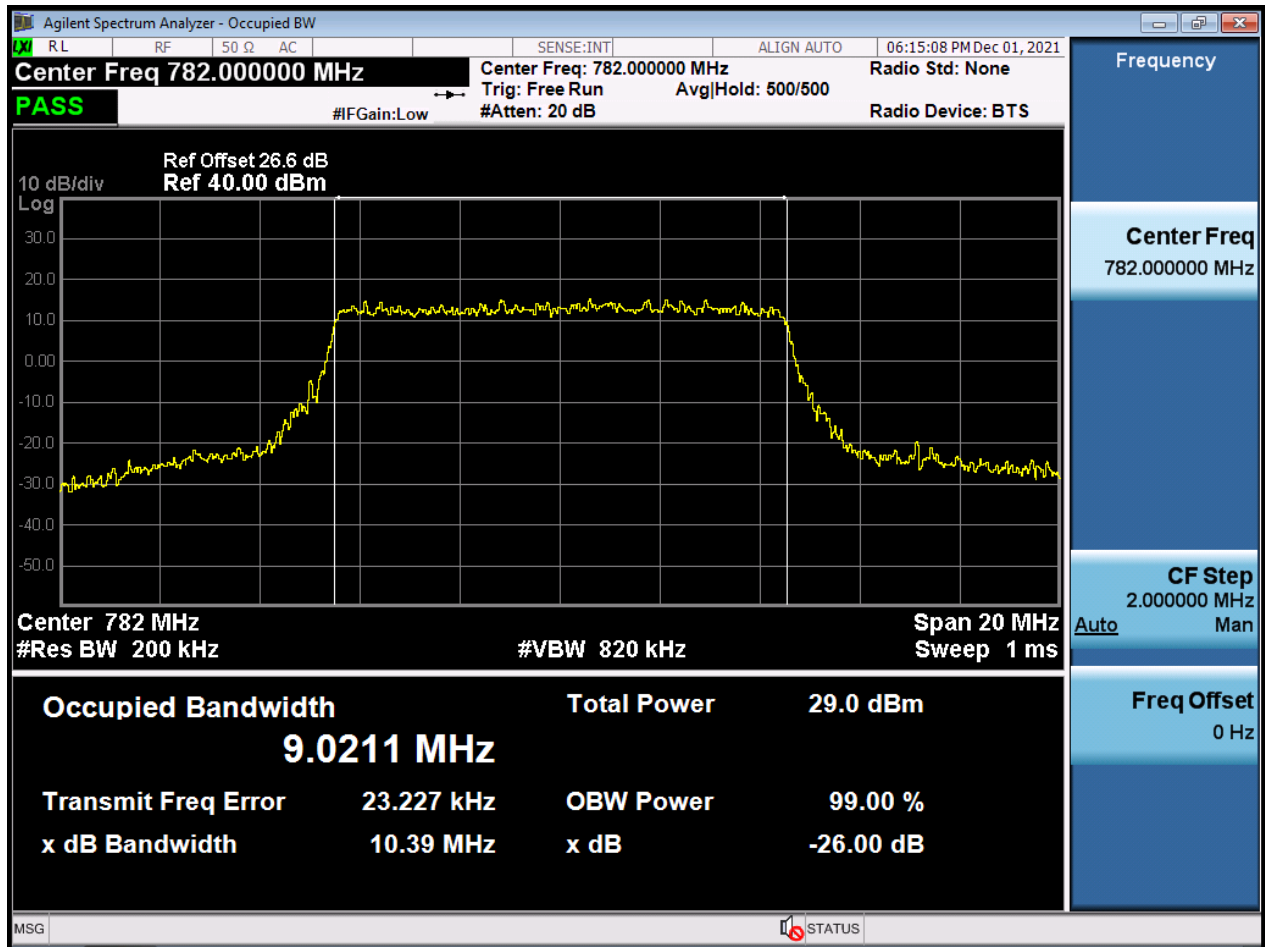 Agilent Spectrum Analyzer - Occupied BW
LXI RL RF 50 Ω AC SENSE:INT ALIGN AUTO 06:15:08 PM Dec 01, 2021
Center Freq 782.000000 MHz
Center Freq: 782.000000 MHz Radio Std: None
Trig: Free Run Avg|Hold: 500/500
PASS
#IFGain:Low #Atten: 20 dB Radio Device: BTS
Ref Offset 26.6 dB
10 dB/div Ref 40.00 dBm
Log
30.0
20.0
10.0
0.00
-10.0
-20.0
-30.0
-40.0
-50.0
Center 782 MHz Span 20 MHz
#Res BW 200 kHz #VBW 820 kHz Sweep 1 ms
Occupied Bandwidth Total Power 29.0 dBm
9.0211 MHz
Transmit Freq Error 23.227 kHz OBW Power 99.00 %
x dB Bandwidth 10.39 MHz x dB -26.00 dB
MSG STATUS
Frequency
Center Freq
782.000000 MHz
CF Step
2.000000 MHz
Auto Man
Freq Offset
0 Hz